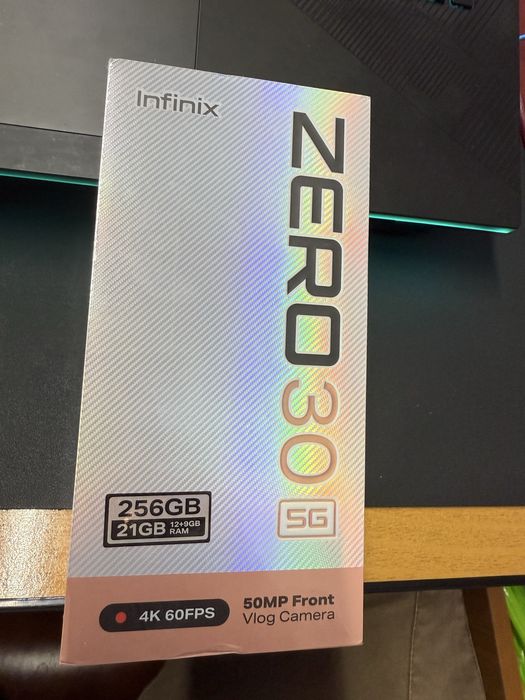 Infinix
ZERO 30
5G
256GB
21GB 12+9GB RAM
4K 60FPS
50MP Front
Vlog Camera